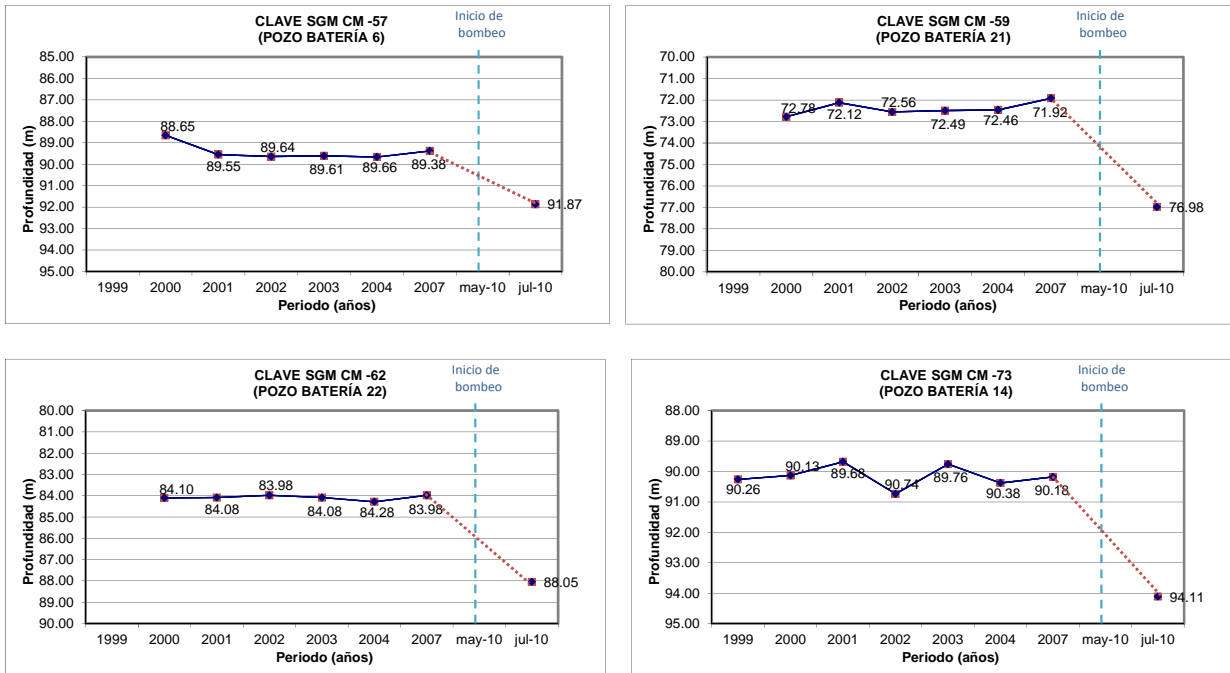 CLAVE SGM CM -57
(POZO BATERÍA 6)
Inicio de
bombeo
85.00
86.00
87.00
88.00
89.00
90.00
91.00
92.00
93.00
94.00
95.00
Profundidad (m)
88.65
89.55
89.64
89.61
89.66
89.38
91.87
1999 2000 2001 2002 2003 2004 2007 may-10 jul-10
Periodo (años)
CLAVE SGM CM -59
(POZO BATERÍA 21)
Inicio de
bombeo
70.00
71.00
72.00
73.00
74.00
75.00
76.00
77.00
78.00
79.00
80.00
Profundidad (m)
72.78
72.12
72.56
72.49
72.46
71.92
76.98
1999 2000 2001 2002 2003 2004 2007 may-10 jul-10
Periodo (años)
CLAVE SGM CM -62
(POZO BATERÍA 22)
Inicio de
bombeo
80.00
81.00
82.00
83.00
84.00
85.00
86.00
87.00
88.00
89.00
90.00
Profundidad (m)
84.10
84.08
83.98
84.08
84.28
83.98
88.05
1999 2000 2001 2002 2003 2004 2007 may-10 jul-10
Periodo (años)
CLAVE SGM CM -73
(POZO BATERÍA 14)
Inicio de
bombeo
88.00
89.00
90.00
91.00
92.00
93.00
94.00
95.00
Profundidad (m)
90.26
90.13
89.68
90.74
89.76
90.38
90.18
94.11
1999 2000 2001 2002 2003 2004 2007 may-10 jul-10
Periodo (años)